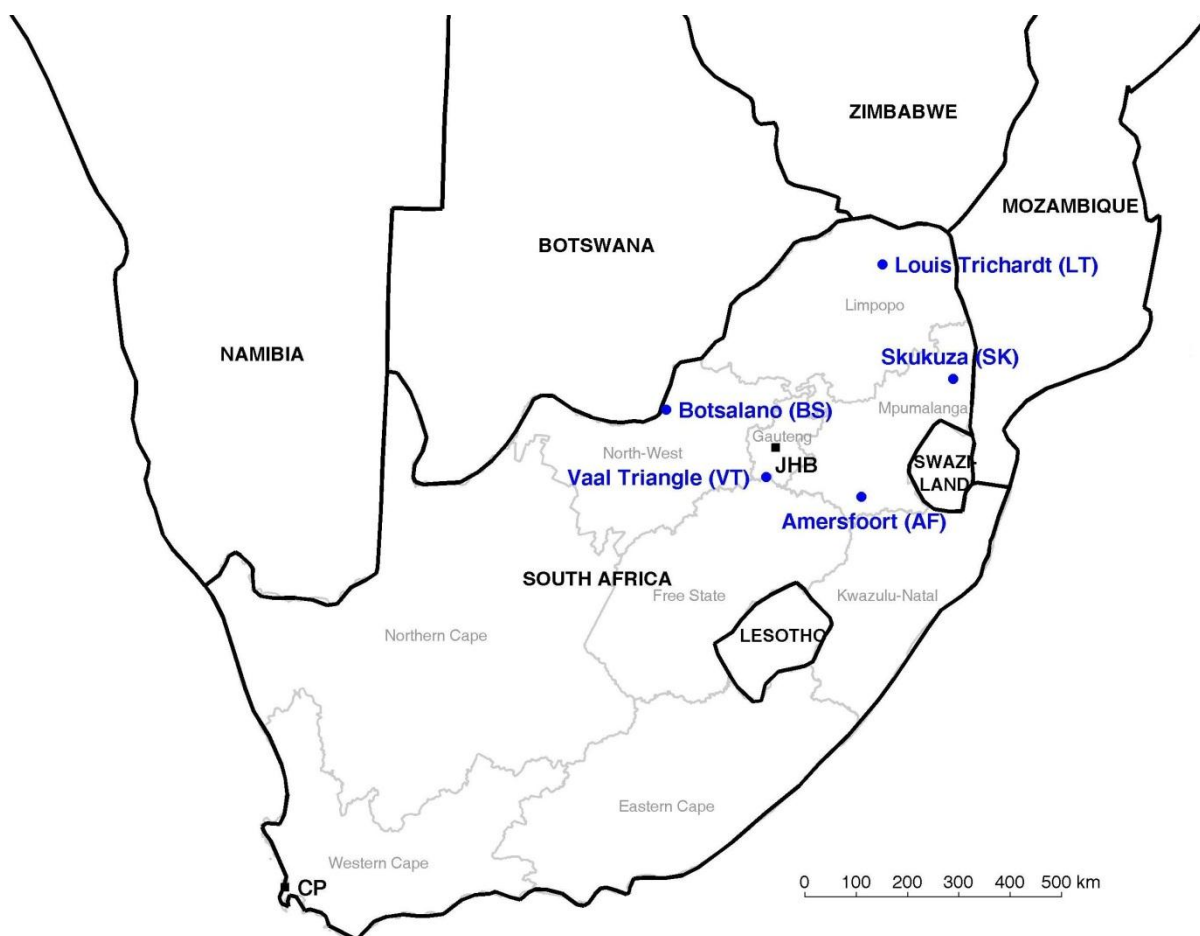 ZIMBABWE
MOZAMBIQUE
BOTSWANA
Louis Trichardt (LT)
Limpopo
NAMIBIA
Skukuza (SK)
Botsalano (BS)
Mpumalanga
Gauteng
North-West
JHB
SWAZI-
LAND
Vaal Triangle (VT)
Amersfoort (AF)
SOUTH AFRICA
Free State
Kwazulu-Natal
Northern Cape
LESOTHO
Eastern Cape
Western Cape
CP
0 100 200 300 400 500 km